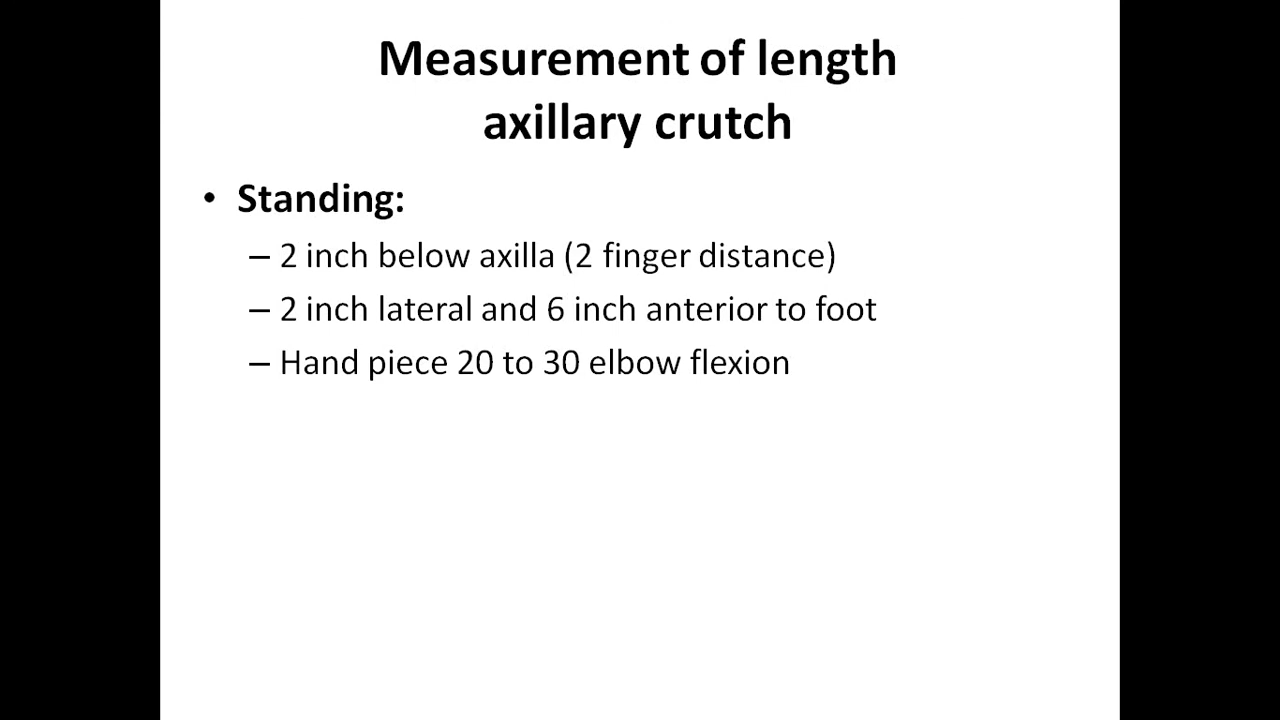 Measurement of length
axillary crutch
• Standing:
– 2 inch below axilla (2 finger distance)
– 2 inch lateral and 6 inch anterior to foot
– Hand piece 20 to 30 elbow flexion